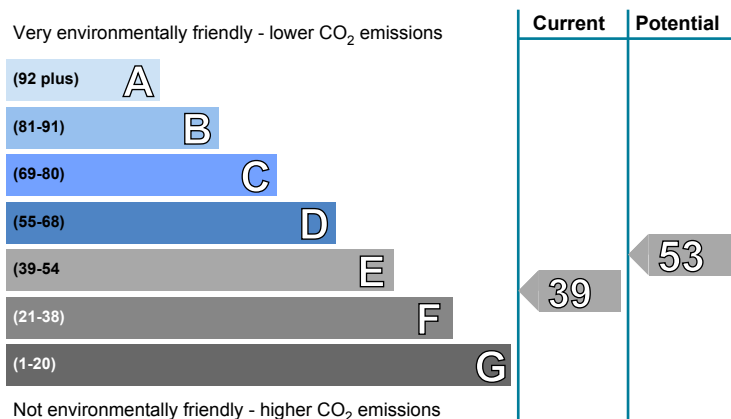 Very environmentally friendly - lower CO₂ emissions
Current
Potential
(92 plus) A
(81-91) B
(69-80) C
(55-68) D
(39-54 E
(21-38) F
(1-20) G
39
53
Not environmentally friendly - higher CO₂ emissions